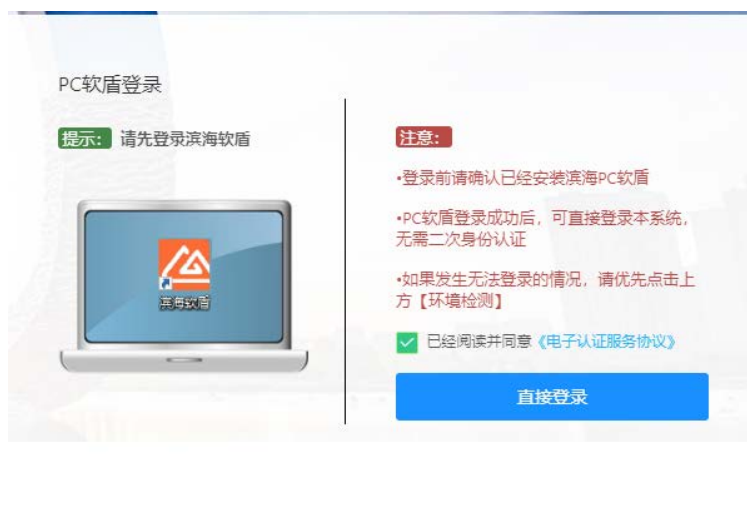 PC软盾登录
提示： 请先登录滨海软盾
滨海软盾
注意：
•登录前请确认已经安装滨海PC软盾
•PC软盾登录成功后，可直接登录本系统，
无需二次身份认证
•如果发生无法登录的情况，请优先点击上
方【环境检测】
已经阅读并同意《电子认证服务协议》
直接登录